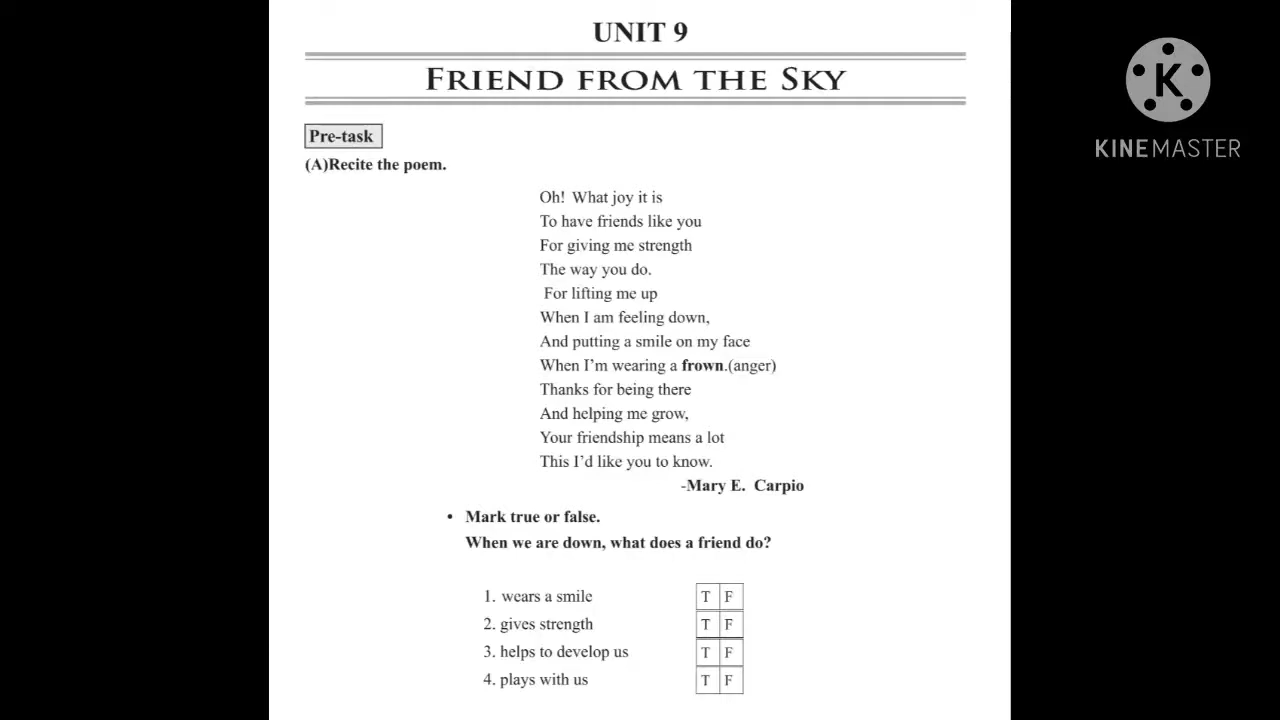 UNIT 9
FRIEND FROM THE SKY
Pre-task
(A)Recite the poem.
Oh! What joy it is
To have friends like you
For giving me strength
The way you do.
For lifting me up
When I am feeling down,
And putting a smile on my face
When I'm wearing a frown.(anger)
Thanks for being there
And helping me grow,
Your friendship means a lot
This I'd like you to know.
-Mary E. Carpio
• Mark true or false.
When we are down, what does a friend do?
1. wears a smile T F
2. gives strength T F
3. helps to develop us T F
4. plays with us T F
K
KINEMASTER